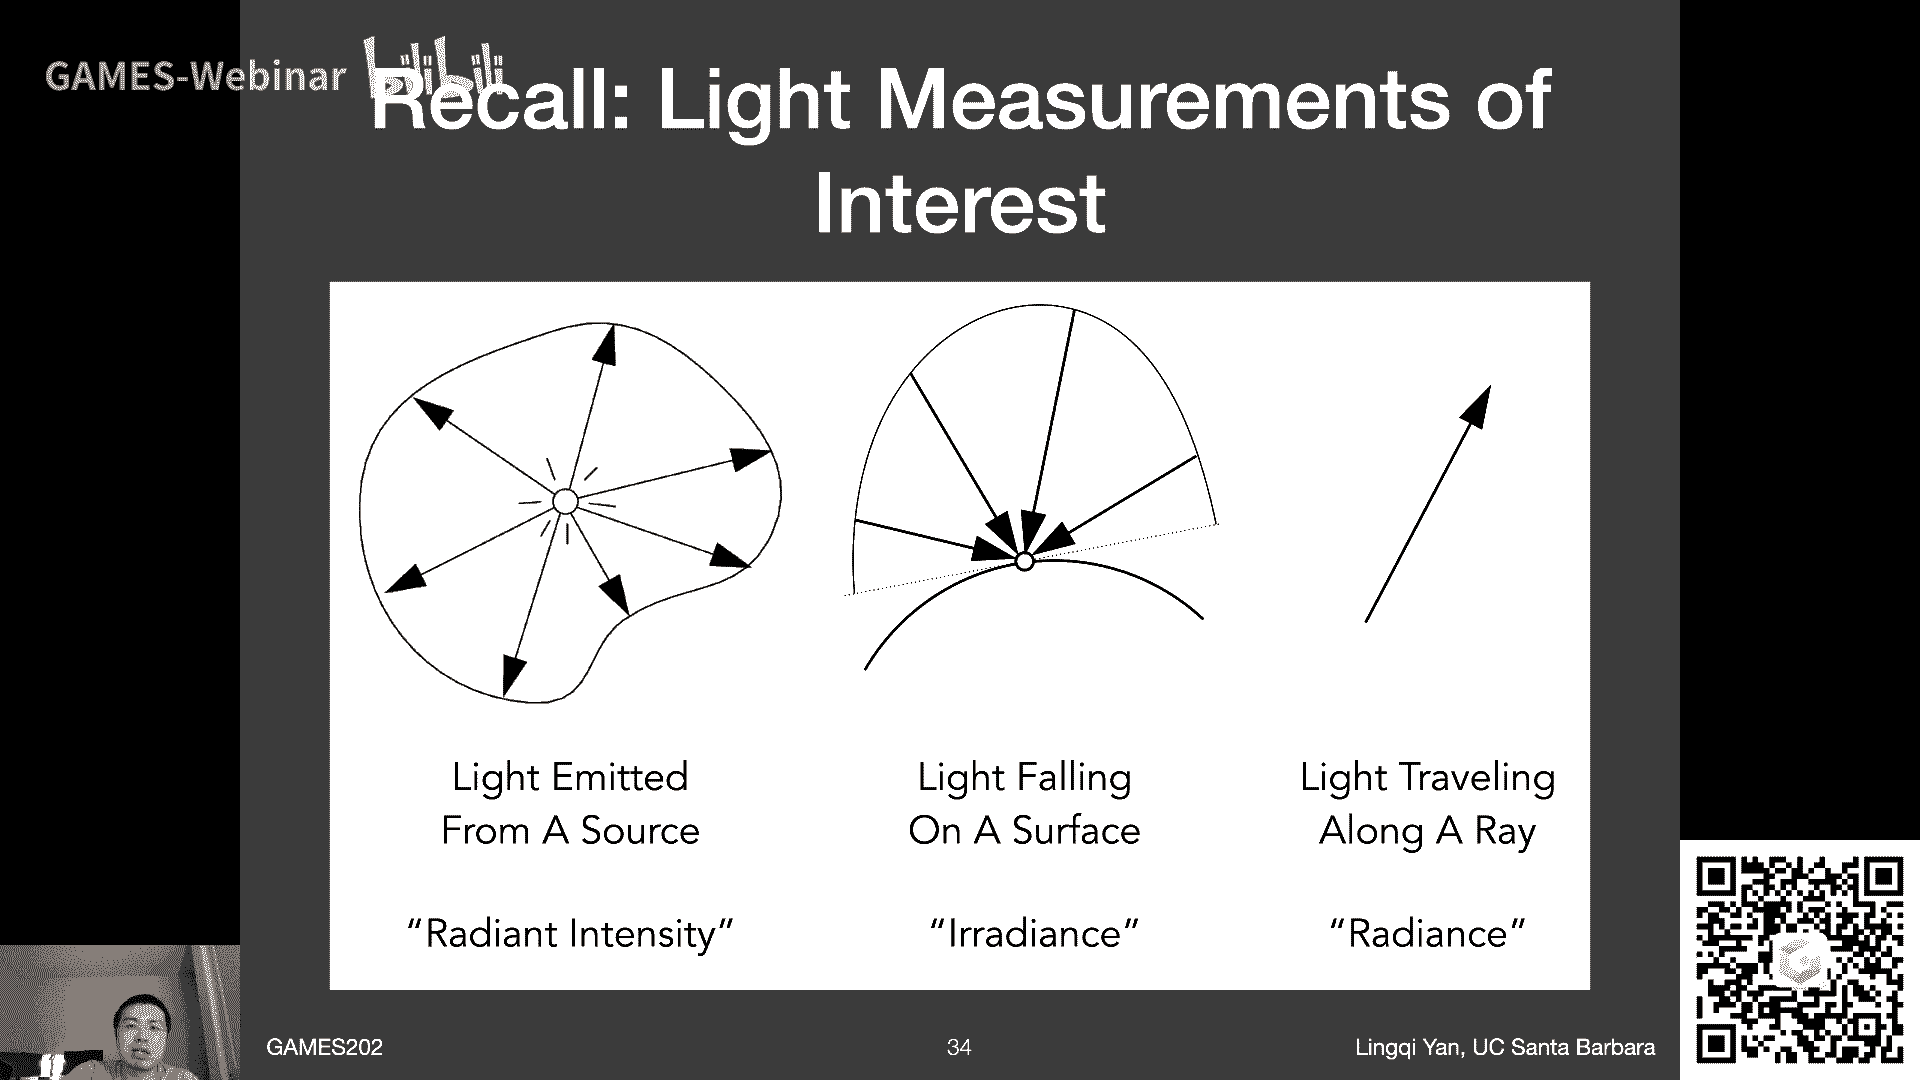 GAMES-Webinar bilibili
Recall: Light Measurements of
Interest
Light Emitted
From A Source
“Radiant Intensity”
Light Falling
On A Surface
“Irradiance”
Light Traveling
Along A Ray
“Radiance”
GAMES202
34
Lingqi Yan, UC Santa Barbara